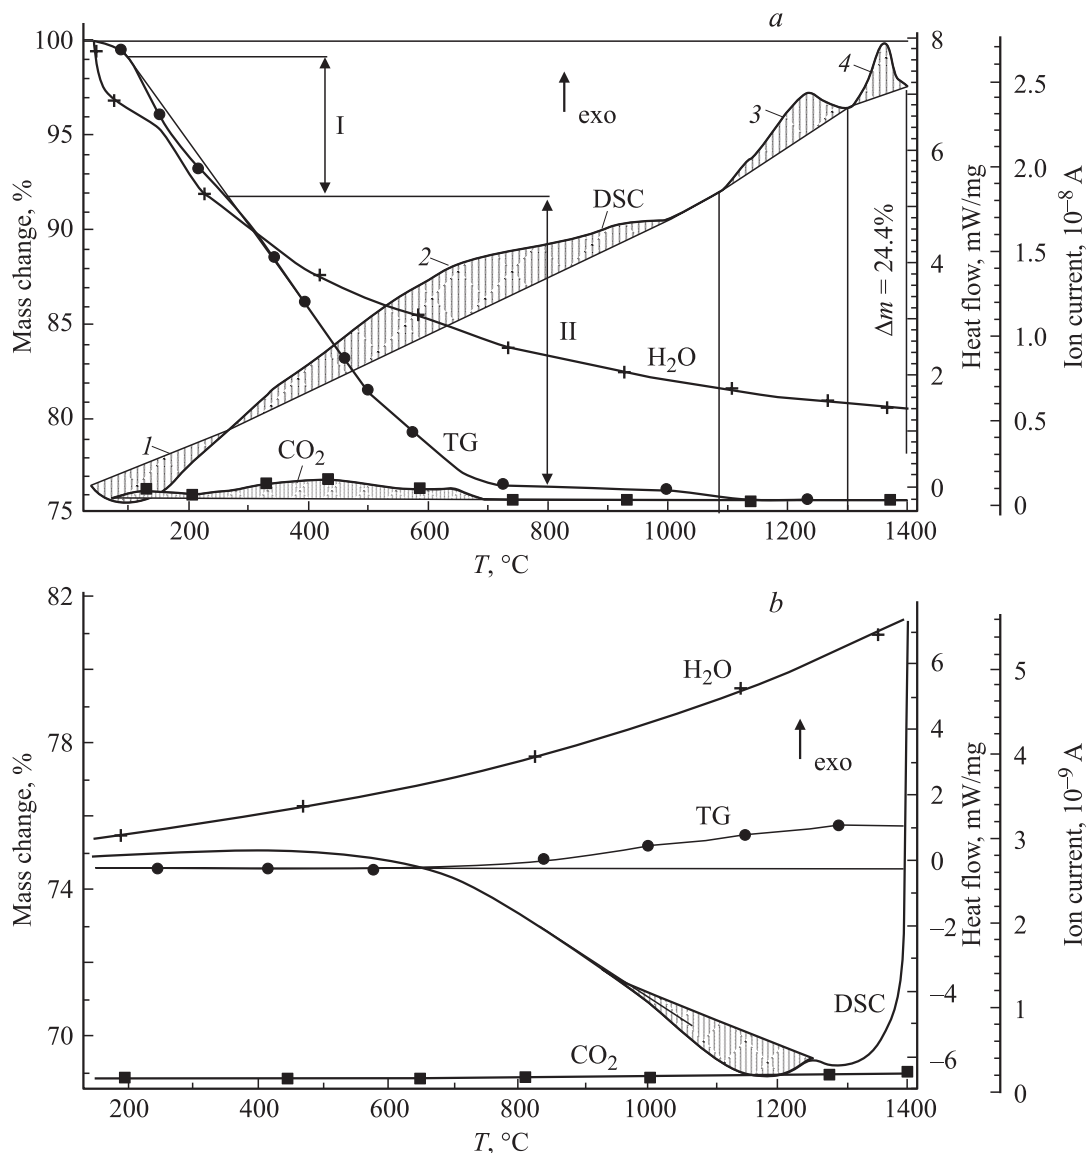 a
100
95
90
85
80
75
Mass change, %
I
II
exo
1
2
3
4
DSC
H₂O
TG
CO₂
Δm = 24.4%
8
6
4
2
0
Heat flow, mW/mg
2.5
2.0
1.5
1.0
0.5
0
Ion current, 10⁻⁸ A
200 400 600 800 1000 1200 1400
T, °C
b
82
78
74
70
Mass change, %
H₂O
exo
TG
DSC
CO₂
6
4
2
0
–2
–4
–6
Heat flow, mW/mg
5
4
3
2
1
0
Ion current, 10⁻⁹ A
200 400 600 800 1000 1200 1400
T, °C